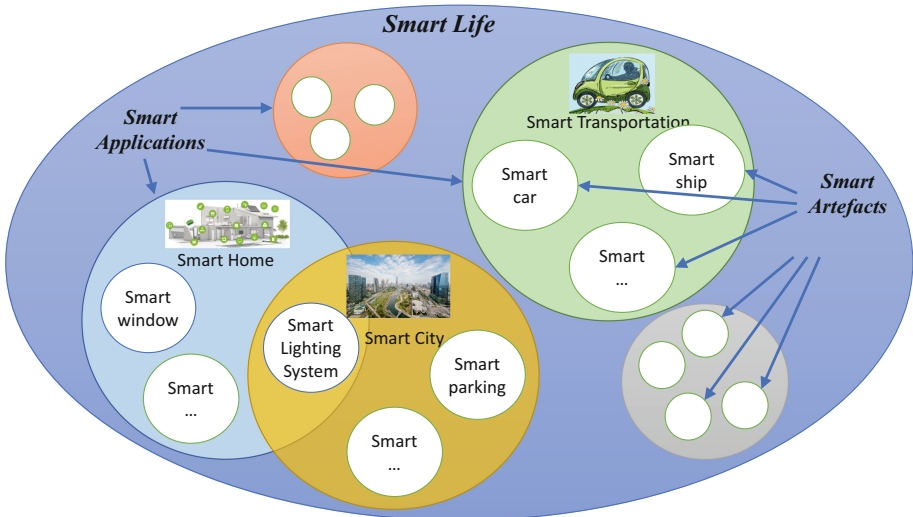 Smart Life
Smart
Applications
Smart Transportation
Smart
car
Smart
ship
Smart
...
Smart
Artefacts
Smart Home
Smart
window
Smart
...
Smart
Lighting
System
Smart City
Smart
parking
Smart
...